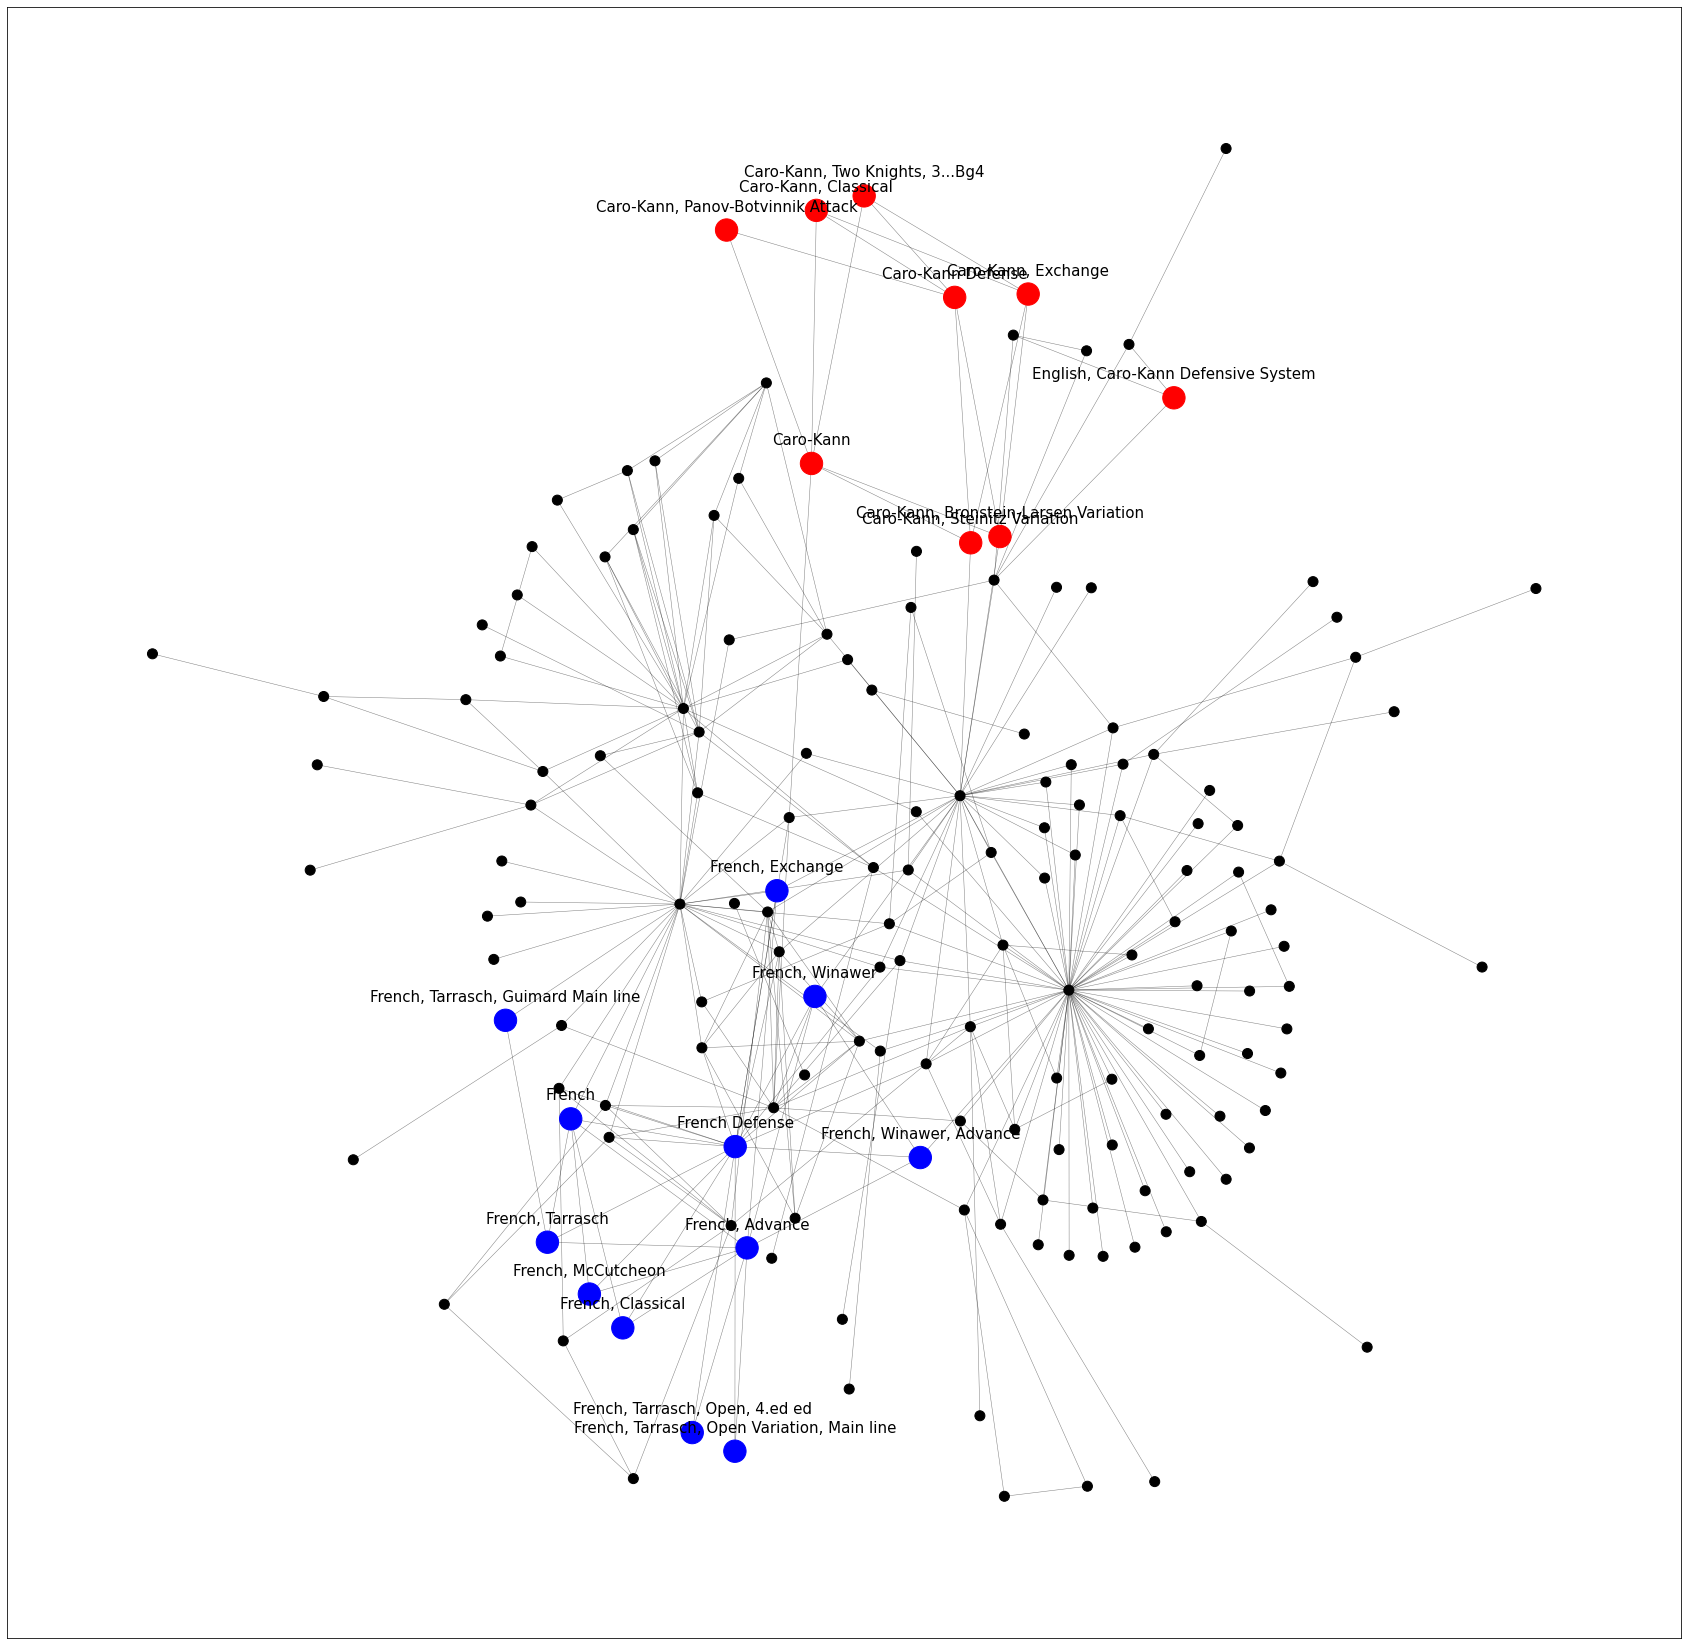 Caro-Kann, Two Knights, 3...Bg4
Caro-Kann, Classical
Caro-Kann, Panov-Botvinnik Attack
Caro-Kann Defense
Caro-Kann, Exchange
English, Caro-Kann Defensive System
Caro-Kann
Caro-Kann, Bronstein-Larsen Variation
Caro-Kann, Steinitz Variation
French, Exchange
French, Winawer
French, Tarrasch, Guimard Main line
French
French Defense
French, Winawer, Advance
French, Tarrasch
French, Advance
French, McCutcheon
French, Classical
French, Tarrasch, Open, 4.ed ed
French, Tarrasch, Open Variation, Main line